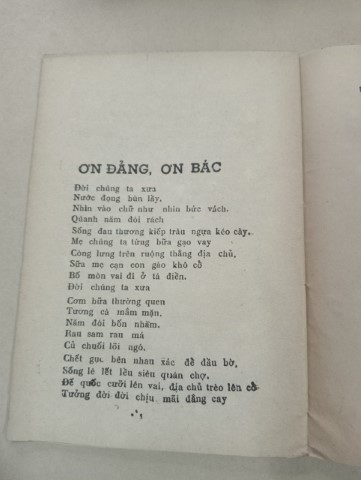 ƠN ĐẢNG, ƠN BÁC
Đời chúng ta xưa
Nước đọng bùn lầy.
Nhìn vào chữ như nhìn bức vách.
Quanh năm đói rách
Sống đau thương kiếp trâu ngựa kéo cày.
Mẹ chúng ta từng bữa gạo vay
Còng lưng trên ruộng thằng địa chủ,
Sữa mẹ cạn con gào khô cổ
Bố mòn vai đi ở tá điền.
Đời chúng ta xưa
Cơm bữa thường quen
Tương cà mắm mặn.
Năm đói bốn nhăm.
Rau sam rau má
Củ chuối lõi ngô.
Chết gục bên nhau xác đè đầu bờ,
Sống lê lết lều siêu quán chợ.
Đế quốc cưỡi lên vai, địa chủ trèo lên cổ
Tưởng đời đời chịu mãi đắng cay